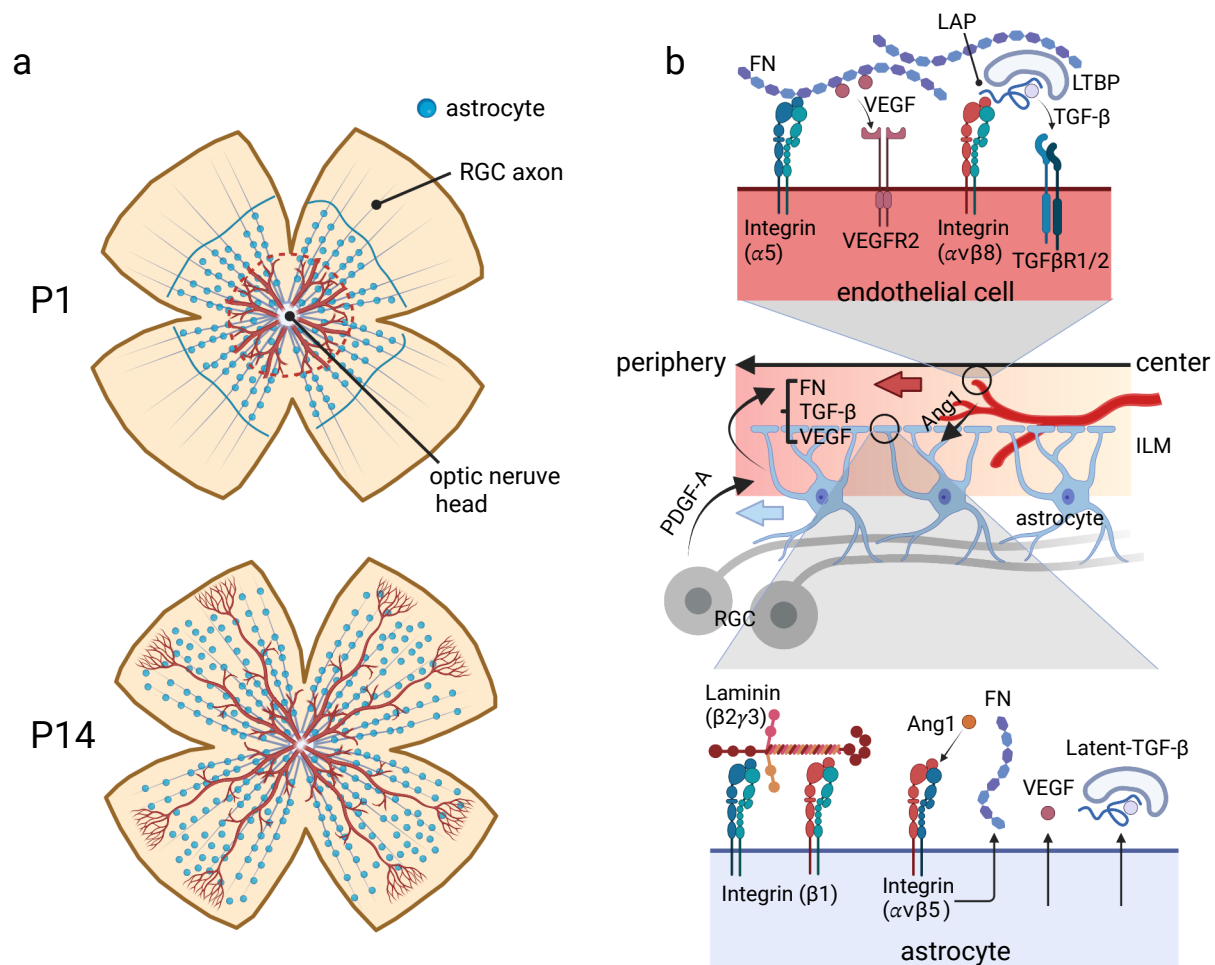 a
astrocyte
RGC axon
P1
optic neruve
head
P14
b
LAP
FN
LTBP
VEGF
TGF-β
Integrin
(α5)
VEGFR2
Integrin
(αvβ8)
TGFβR1/2
endothelial cell
periphery
center
FN
TGF-β
VEGF
Ang1
ILM
PDGF-A
astrocyte
RGC
Laminin
(β2γ3)
Ang1
FN
Latent-TGF-β
VEGF
Integrin (β1)
Integrin
(αvβ5)
astrocyte